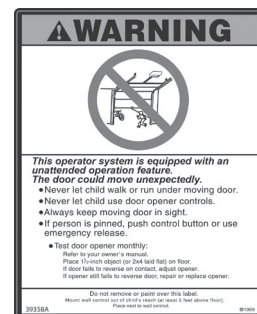 WARNING
This operator system is equipped with an
unattended operation feature.
The door could move unexpectedly.
•Never let child walk or run under moving door.
•Never let child use door opener controls.
•Always keep moving door in sight.
•If person is pinned, push control button or use
emergency release.
•Test door opener monthly:
Refer to your owner's manual.
Place 1½-inch object (or 2x4 laid flat) on floor.
If door fails to reverse on contact, adjust opener.
If opener still fails to reverse door, repair or replace opener.
Do not remove or paint over this label.
Mount wall control out of child's reach (at least 5 feet above floor).
Place next to wall control.
39358A ©1999